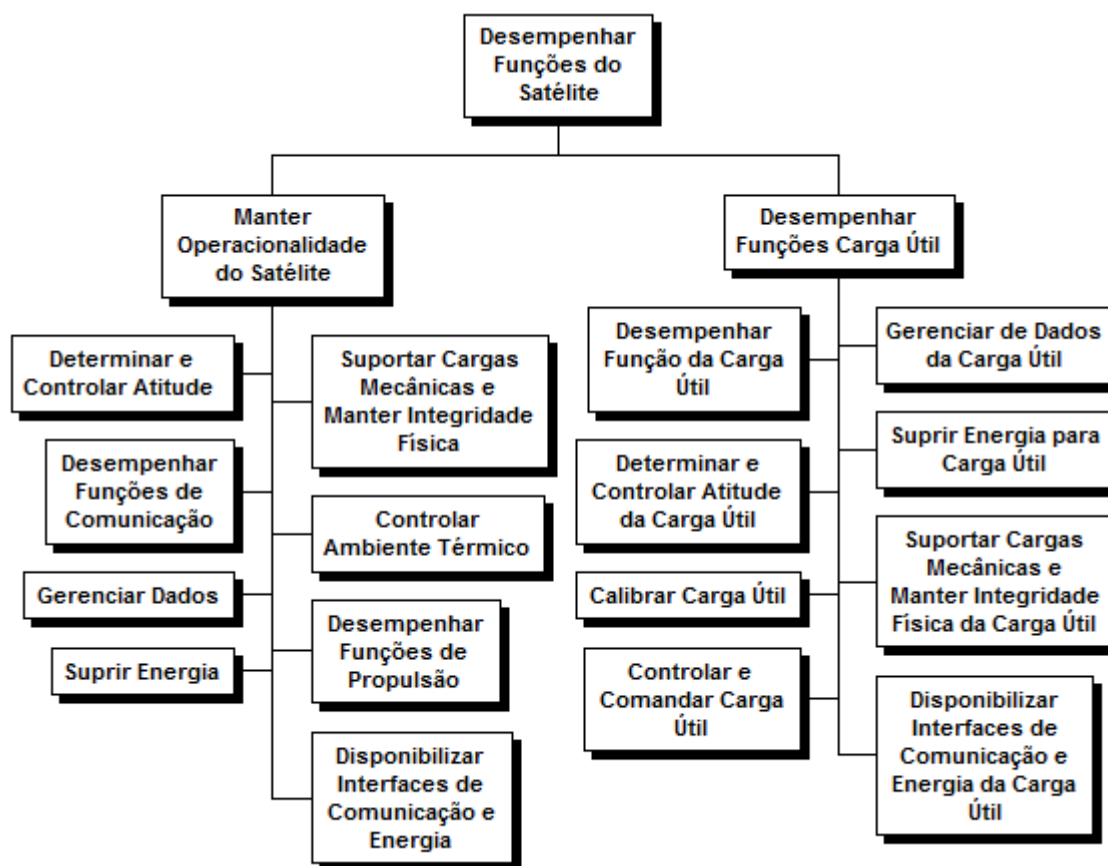 Desempenhar
Funções do
Satélite
Manter
Operacionalidade
do Satélite
Desempenhar
Funções Carga Útil
Determinar e
Controlar Atitude
Suportar Cargas
Mecânicas e
Manter Integridade
Física
Desempenhar
Funções de
Comunicação
Controlar
Ambiente Térmico
Gerenciar Dados
Desempenhar
Funções de
Propulsão
Suprir Energia
Disponibilizar
Interfaces de
Comunicação e
Energia
Desempenhar
Função da Carga
Útil
Gerenciar de Dados
da Carga Útil
Determinar e
Controlar Atitude
da Carga Útil
Suprir Energia para
Carga Útil
Calibrar Carga Útil
Suportar Cargas
Mecânicas e
Manter Integridade
Física da Carga Útil
Controlar e
Comandar Carga
Útil
Disponibilizar
Interfaces de
Comunicação e
Energia da Carga
Útil